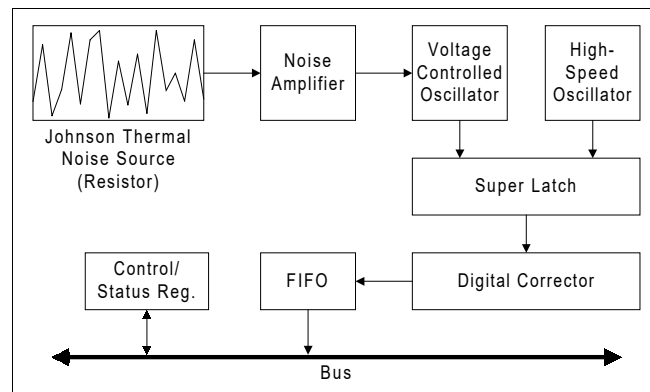 Noise
Amplifier
Voltage
Controlled
Oscillator
High-
Speed
Oscillator
Johnson Thermal
Noise Source
(Resistor)
Super Latch
Control/
Status Reg.
FIFO
Digital Corrector
Bus